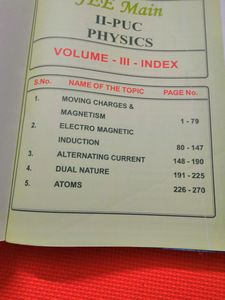 JEE Main
II-PUC
PHYSICS
VOLUME - III - INDEX
S.No. NAME OF THE TOPIC PAGE No.
1. MOVING CHARGES &
MAGNETISM 1 - 79
2. ELECTRO MAGNETIC
INDUCTION 80 - 147
3. ALTERNATING CURRENT 148 - 190
4. DUAL NATURE 191 - 225
5. ATOMS 226 - 270